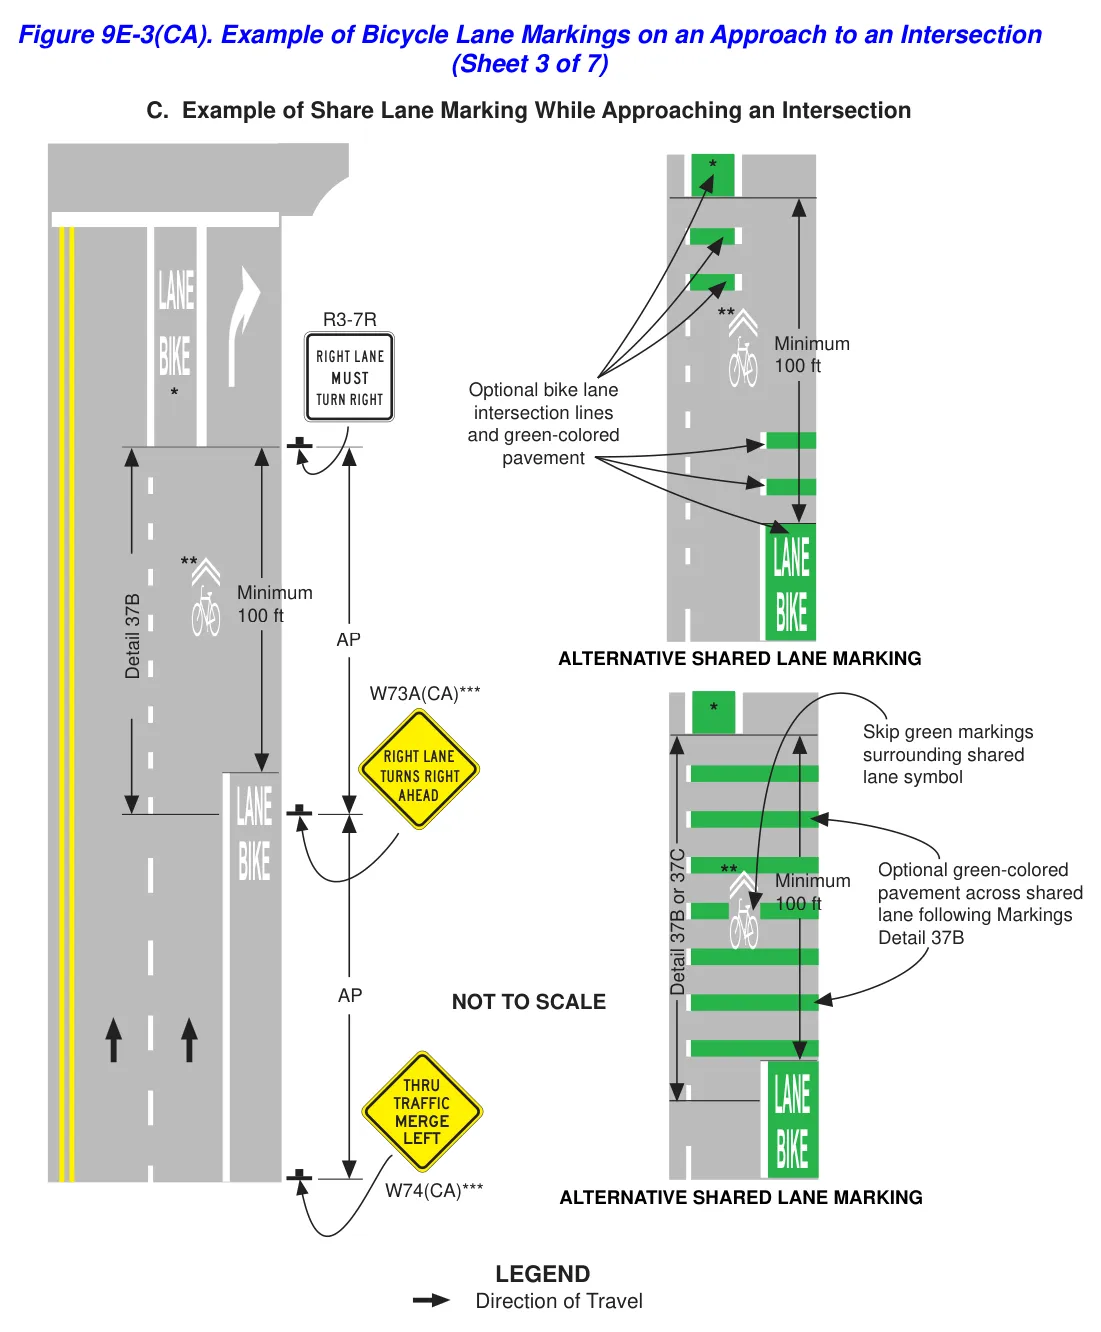 Figure 9E-3(CA). Example of Bicycle Lane Markings on an Approach to an Intersection
(Sheet 3 of 7)
C. Example of Share Lane Marking While Approaching an Intersection
LANE
BIKE
*
R3-7R
RIGHT LANE
MUST
TURN RIGHT
Detail 37B
**
Minimum
100 ft
AP
W73A(CA)***
RIGHT LANE
TURNS RIGHT
AHEAD
LANE
BIKE
AP
THRU
TRAFFIC
MERGE
LEFT
W74(CA)***
NOT TO SCALE
*
**
Minimum
100 ft
Optional bike lane
intersection lines
and green-colored
pavement
LANE
BIKE
ALTERNATIVE SHARED LANE MARKING
*
Skip green markings
surrounding shared
lane symbol
Detail 37B or 37C
**
Minimum
100 ft
Optional green-colored
pavement across shared
lane following Markings
Detail 37B
LANE
BIKE
ALTERNATIVE SHARED LANE MARKING
LEGEND
Direction of Travel